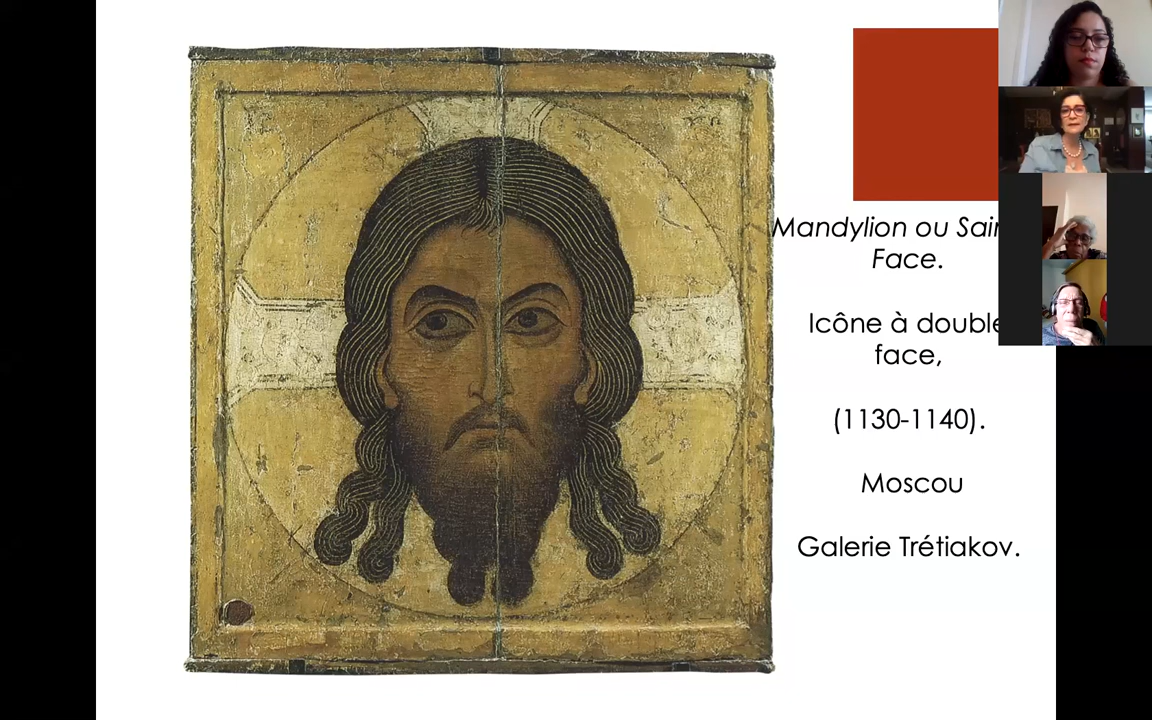 Mandylion ou
Face.
Icône à double
face,
(1130-1140).
Moscou
Galerie Trétiakov.